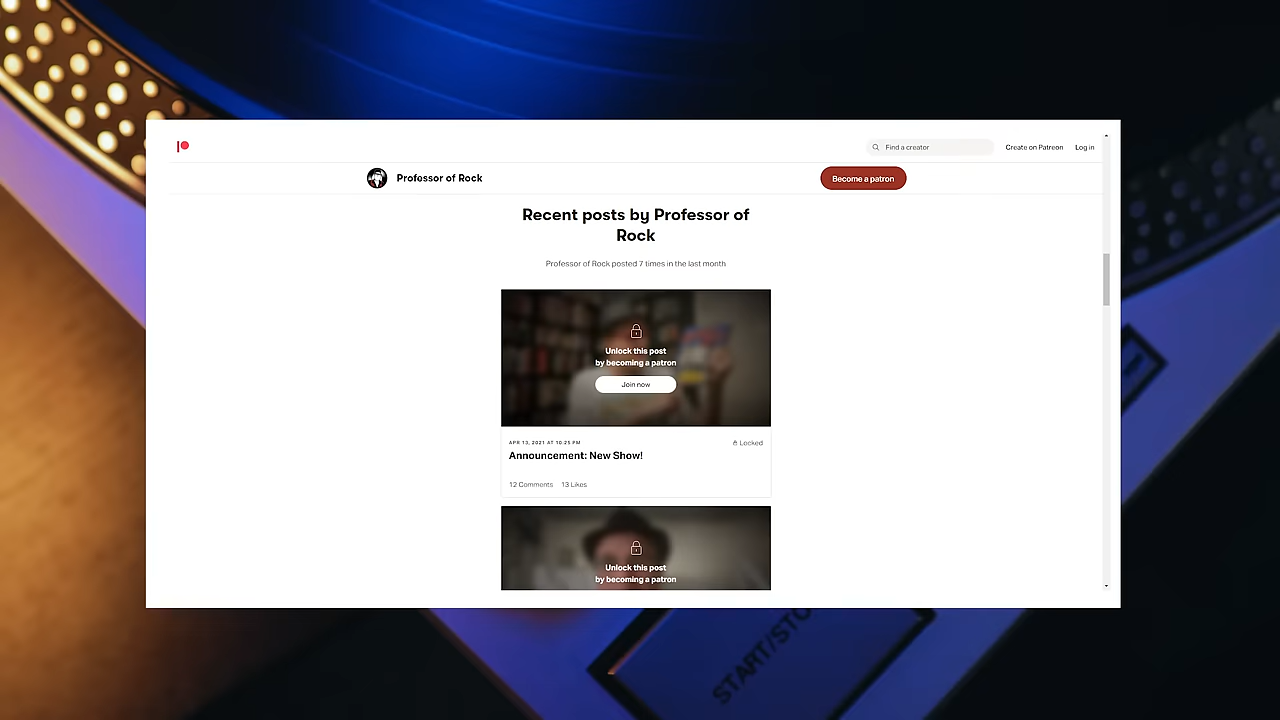 Find a creator
Create on Patreon
Log in
Professor of Rock
Become a patron
Recent posts by Professor of
Rock
Professor of Rock posted 7 times in the last month
Unlock this post
by becoming a patron
Join now
APR 13, 2021 AT 10:25 PM
Locked
Announcement: New Show!
12 Comments
13 Likes
Unlock this post
by becoming a patron